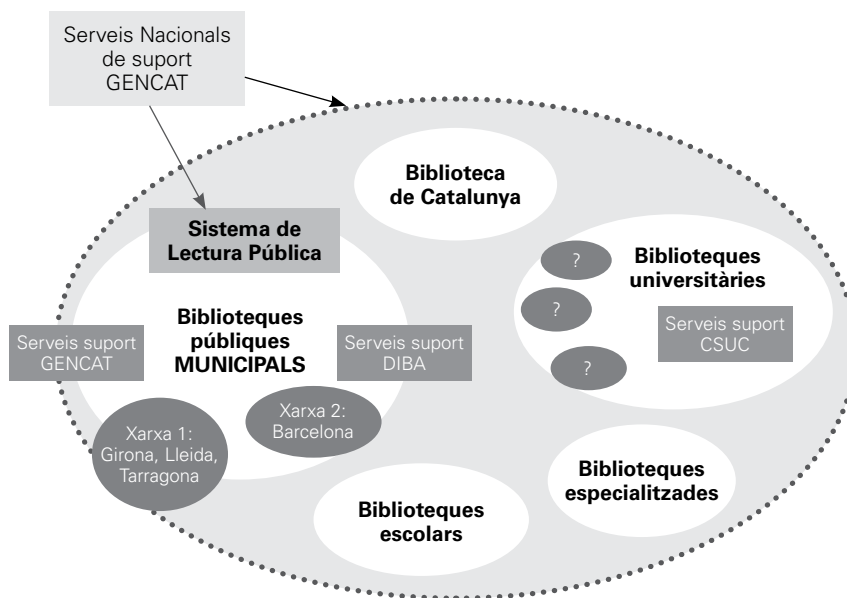 Serveis Nacionals
de suport
GENCAT
Biblioteca
de Catalunya
Sistema de
Lectura Pública
Biblioteques
universitàries
?
?
?
Serveis suport
CSUC
Biblioteques
públiques
MUNICIPALS
Serveis suport
GENCAT
Serveis suport
DIBA
Xarxa 1:
Girona, Lleida,
Tarragona
Xarxa 2:
Barcelona
Biblioteques
escolars
Biblioteques
especialitzades